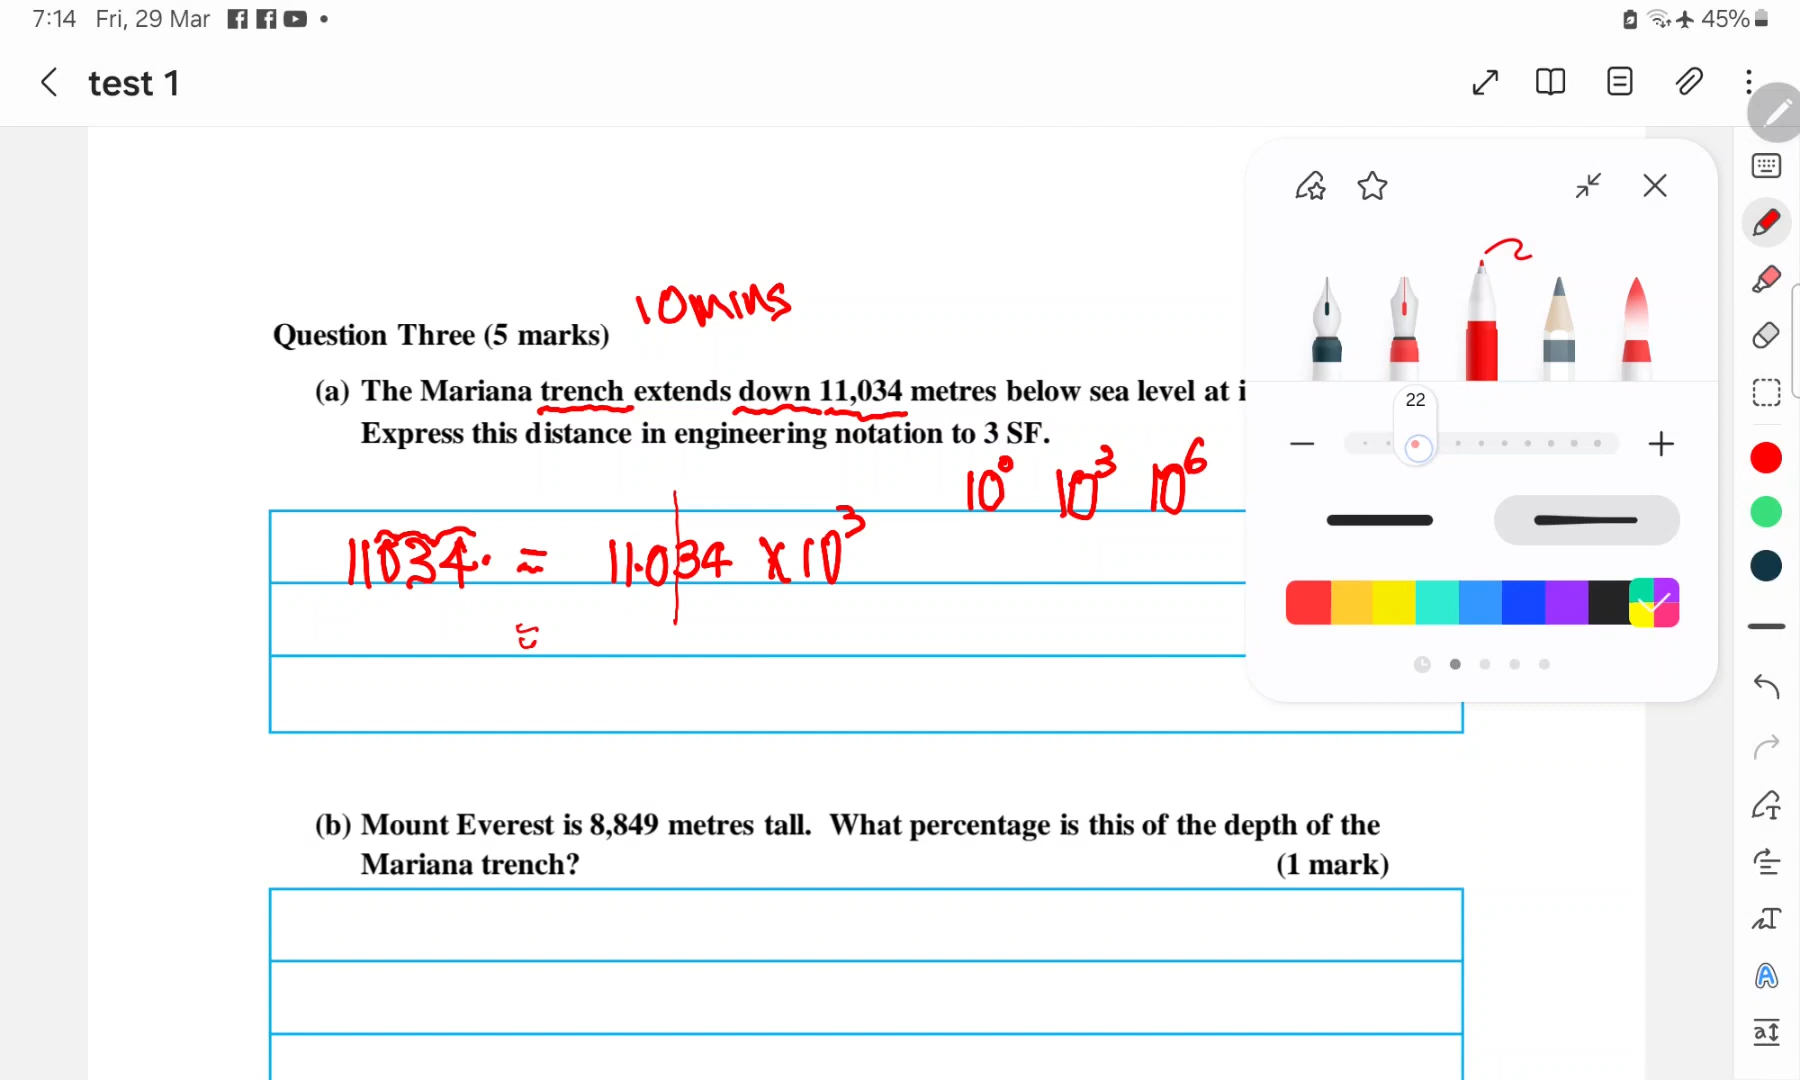 7:14 Fri, 29 Mar 45%
test 1
10mins
Question Three (5 marks)
(a) The Mariana trench extends down 11,034 metres below sea level at i
Express this distance in engineering notation to 3 SF.
10⁰ 10³ 10⁶
11034. = 11.034 × 10³
22
(b) Mount Everest is 8,849 metres tall. What percentage is this of the depth of the
Mariana trench? (1 mark)